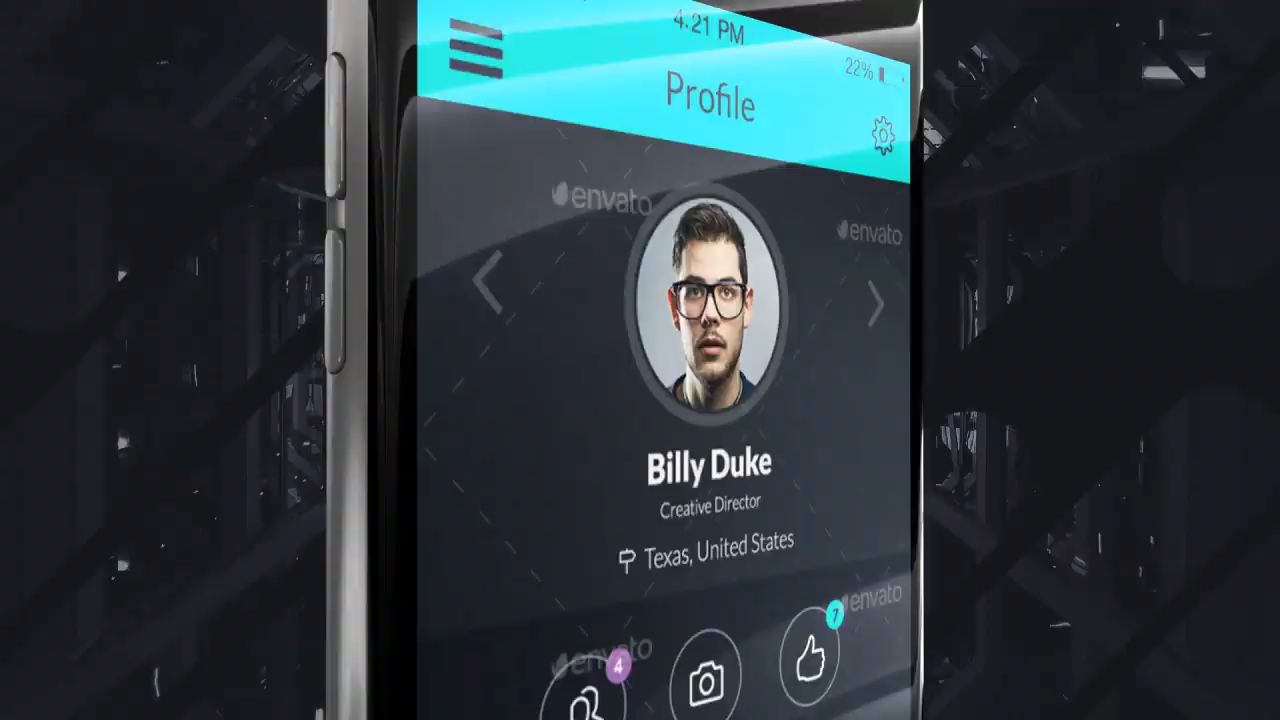 4:21 PM
22%
Profile
envato
envato
Billy Duke
Creative Director
Texas, United States
envato
7
envato
4